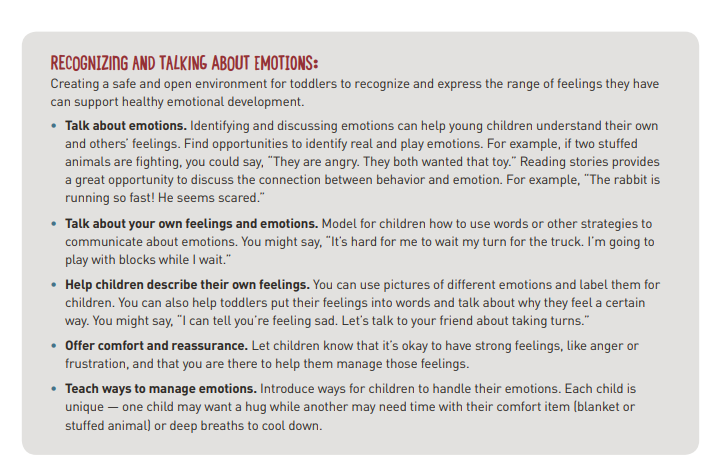 RECOGNIZING AND TALKING ABOUT EMOTIONS:
Creating a safe and open environment for toddlers to recognize and express the range of feelings they have
can support healthy emotional development.
• Talk about emotions. Identifying and discussing emotions can help young children understand their own
and others’ feelings. Find opportunities to identify real and play emotions. For example, if two stuffed
animals are fighting, you could say, “They are angry. They both wanted that toy.” Reading stories provides
a great opportunity to discuss the connection between behavior and emotion. For example, “The rabbit is
running so fast! He seems scared.”
• Talk about your own feelings and emotions. Model for children how to use words or other strategies to
communicate about emotions. You might say, “It’s hard for me to wait my turn for the truck. I’m going to
play with blocks while I wait.”
• Help children describe their own feelings. You can use pictures of different emotions and label them for
children. You can also help toddlers put their feelings into words and talk about why they feel a certain
way. You might say, “I can tell you’re feeling sad. Let’s talk to your friend about taking turns.”
• Offer comfort and reassurance. Let children know that it’s okay to have strong feelings, like anger or
frustration, and that you are there to help them manage those feelings.
• Teach ways to manage emotions. Introduce ways for children to handle their emotions. Each child is
unique — one child may want a hug while another may need time with their comfort item (blanket or
stuffed animal) or deep breaths to cool down.